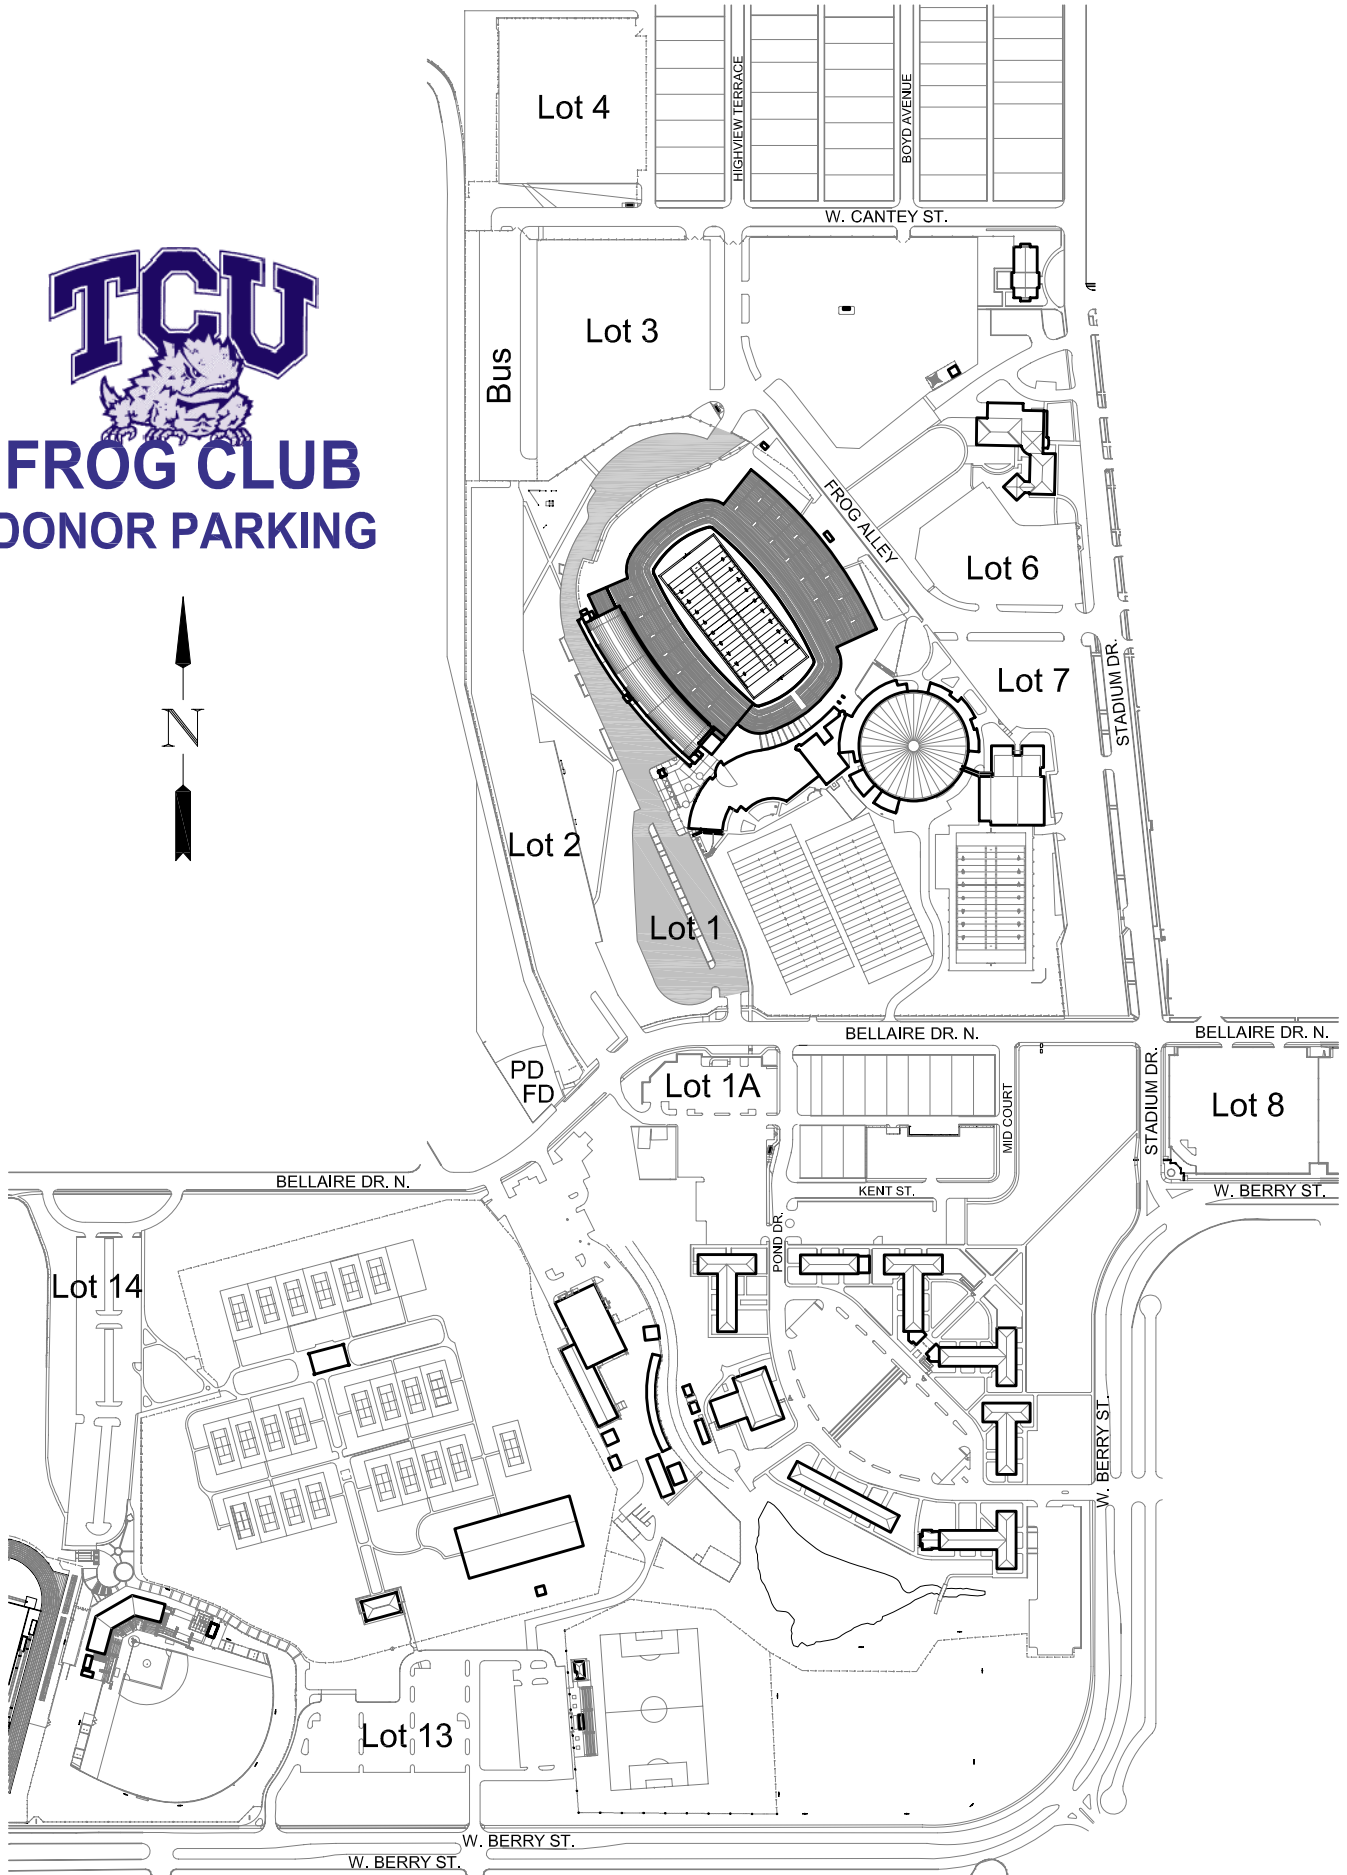 Lot 4
HIGHVIEW TERRACE
BOYD AVENUE
W. CANTEY ST.
TCU
FROG CLUB
DONOR PARKING
Lot 3
Bus
FROG ALLEY
Lot 6
Lot 7
STADIUM DR.
N
Lot 2
Lot 1
BELLAIRE DR. N.
BELLAIRE DR. N.
PD
FD
Lot 1A
MID COURT
STADIUM DR.
Lot 8
BELLAIRE DR. N.
KENT ST.
W. BERRY ST.
POND DR.
Lot 14
W. BERRY ST.
Lot 13
W. BERRY ST.
W. BERRY ST.